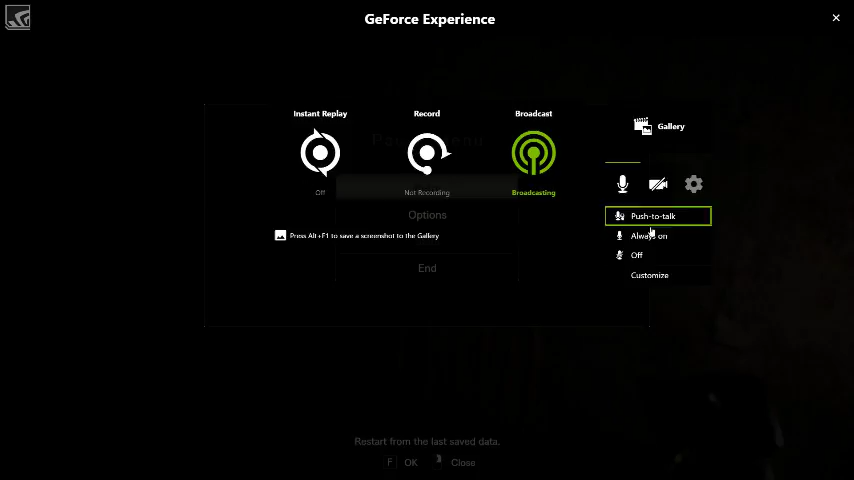 GeForce Experience
Instant Replay
Record
Broadcast
Gallery
Off
Not Recording
Broadcasting
Push-to-talk
Options
Press Alt+F1 to save a screenshot to the Gallery
Always on
Off
End
Customize
Restart from the last saved data.
F OK Close